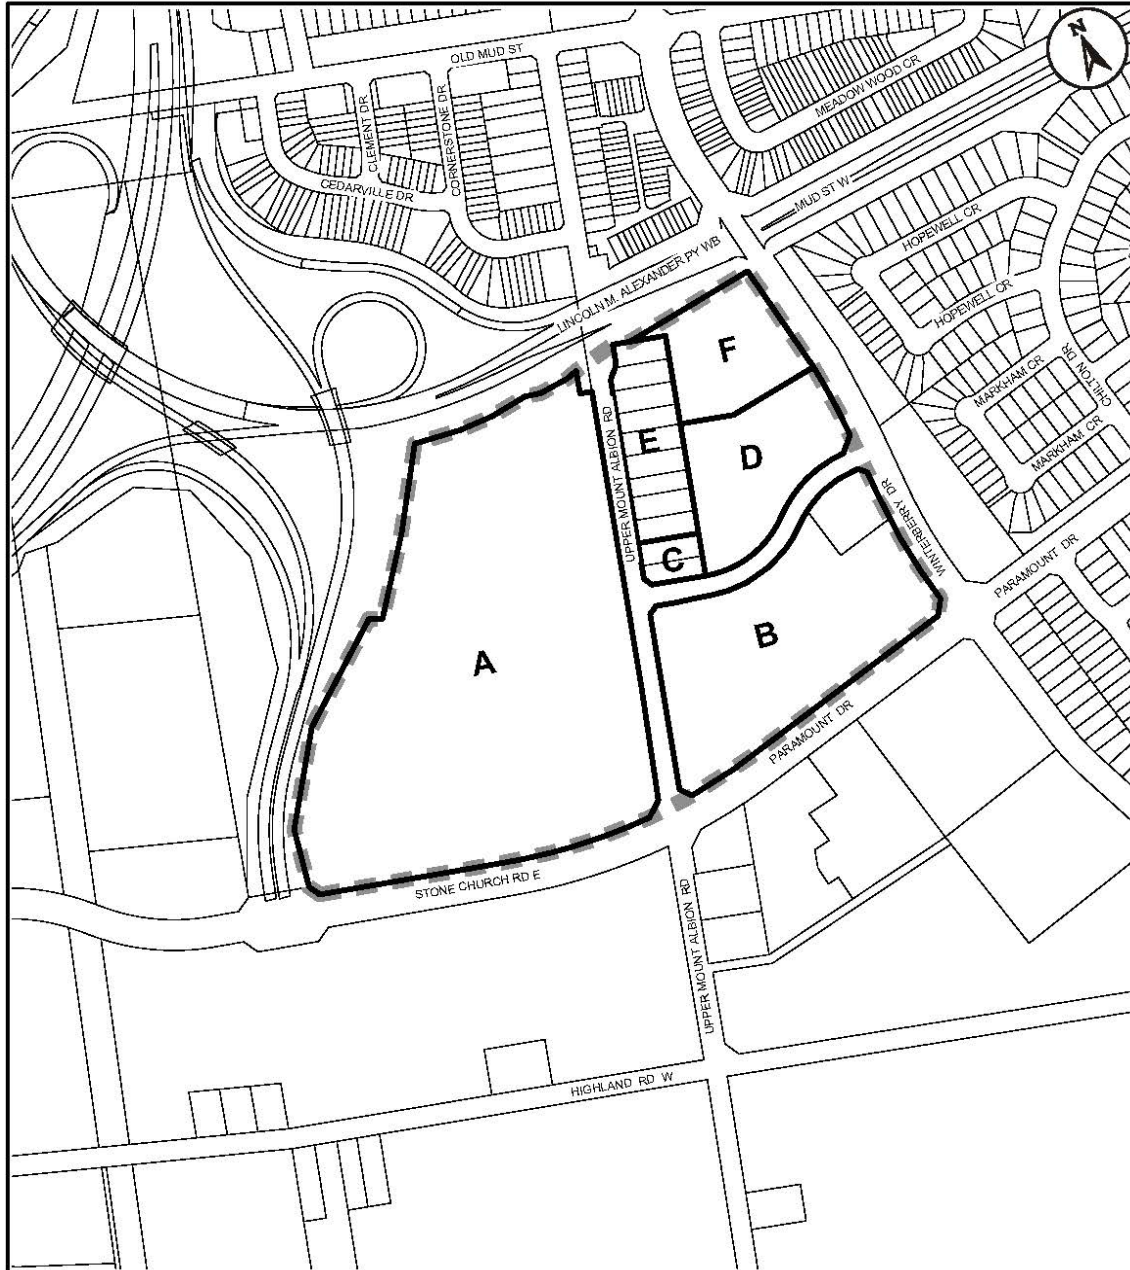 N
OLD MUD ST
MEADOW WOOD CR
CLEMENT DR
CORNERSTONE DR
CEDARVILLE DR
MUD ST W
HOPEWELL CR
LINCOLN M. ALEXANDER PY WB
HOPEWELL CR
F
MARKHAM CR
CHILTON DR
UPPER MOUNT ALBION RD
E
D
MARKHAM CR
WINTERBERRY DR
C
PARAMOUNT DR
B
A
PARAMOUNT DR
STONE CHURCH RD E
UPPER MOUNT ALBION RD
HIGHLAND RD W